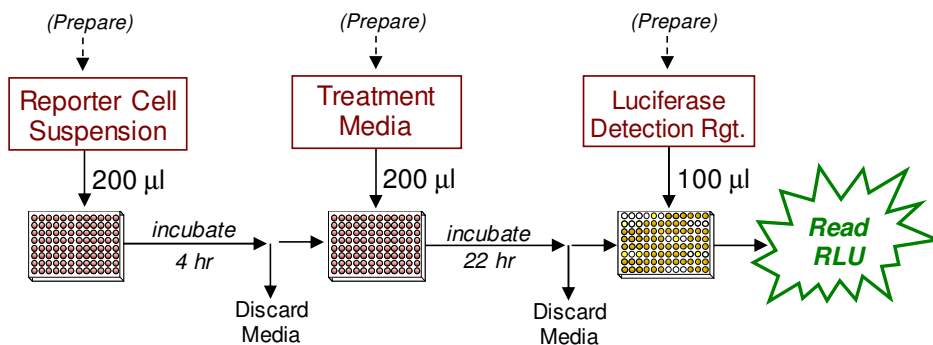 (Prepare)
(Prepare)
(Prepare)
Reporter Cell
Suspension
Treatment
Media
Luciferase
Detection Rgt.
200 µl
200 µl
100 µl
incubate
4 hr
incubate
22 hr
Read
RLU
Discard
Media
Discard
Media